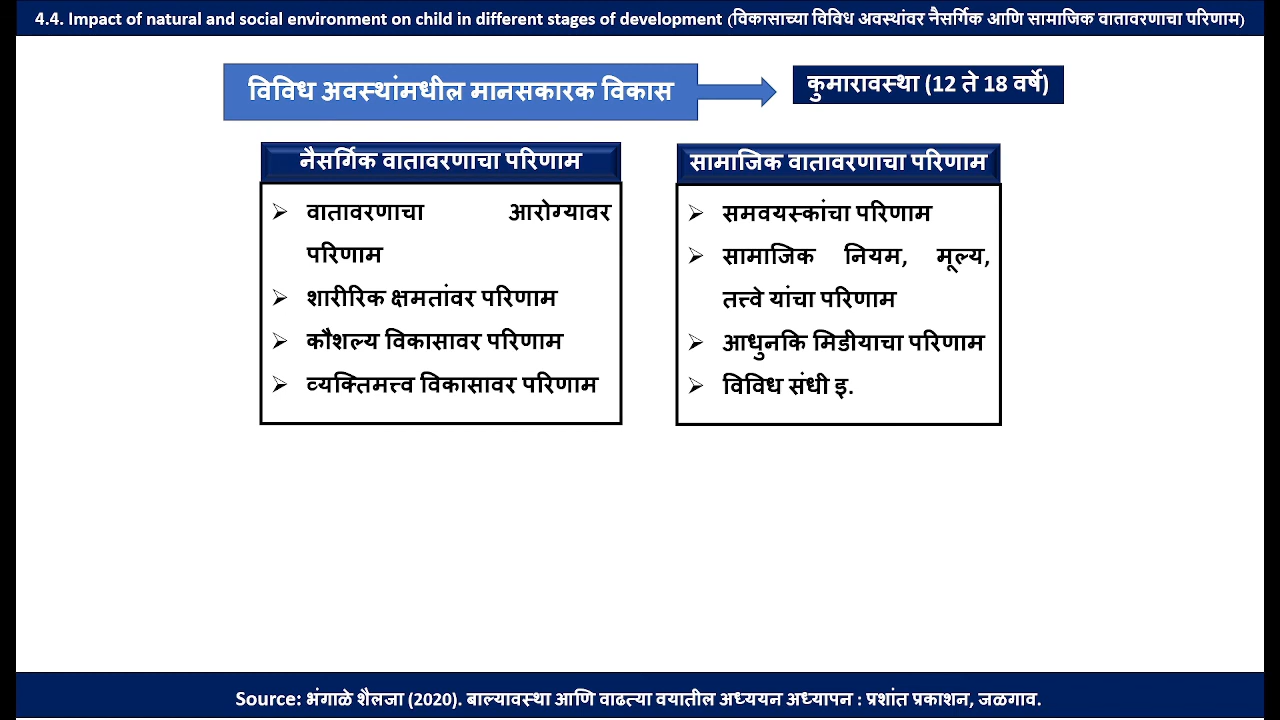 4.4. Impact of natural and social environment on child in different stages of development (विकासाच्या विविध अवस्थांवर नैसर्गिक आणि सामाजिक वातावरणाचा परिणाम)
विविध अवस्थांमधील मानसकारक विकास
कुमारावस्था (12 ते 18 वर्षे)
नैसर्गिक वातावरणाचा परिणाम
वातावरणाचा आरोग्यावर
परिणाम
शारीरिक क्षमतांवर परिणाम
कौशल्य विकासावर परिणाम
व्यक्तिमत्त्व विकासावर परिणाम
सामाजिक वातावरणाचा परिणाम
समवयस्कांचा परिणाम
सामाजिक नियम, मूल्य,
तत्त्वे यांचा परिणाम
आधुनकि मिडीयाचा परिणाम
विविध संधी इ.
Source: भंगाळे शैलजा (2020). बाल्यावस्था आणि वाढत्या वयातील अध्ययन अध्यापन : प्रशांत प्रकाशन, जळगाव.